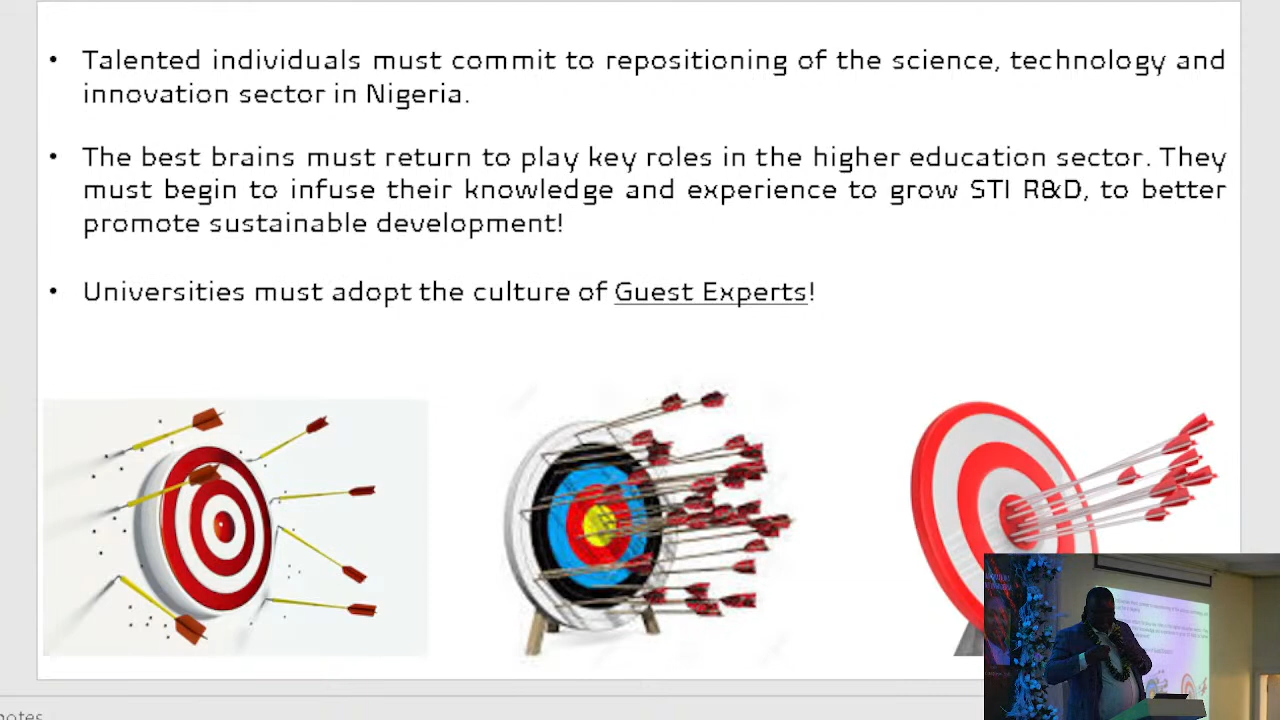 • Talented individuals must commit to repositioning of the science, technology and
innovation sector in Nigeria.
• The best brains must return to play key roles in the higher education sector. They
must begin to infuse their knowledge and experience to grow STI R&D, to better
promote sustainable development!
• Universities must adopt the culture of Guest Experts!
notes